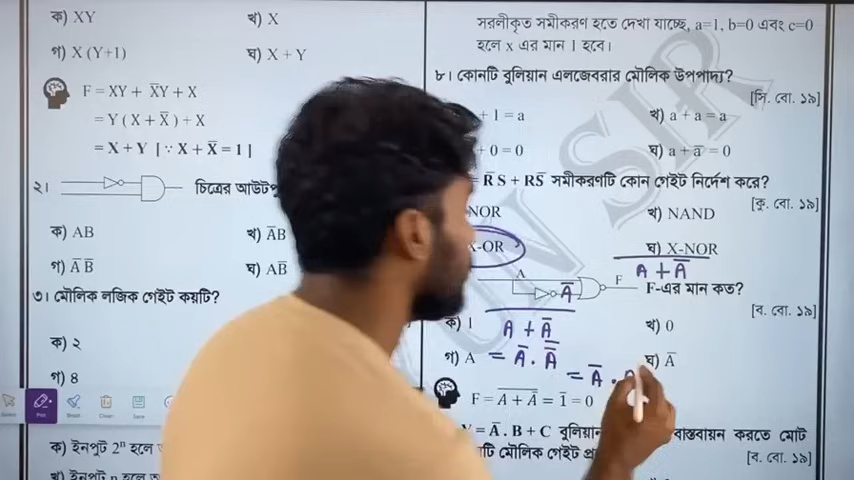 ক) XY
খ) X
গ) X (Y+1)
ঘ) X + Y
F = XY + X̅Y + X
= Y ( X + X̅ ) + X
= X + Y [ ∵ X + X̅ = 1 ]
২।
চিত্রের আউটপু
ক) AB
খ) A̅B
গ) A̅ B̅
ঘ) AB̅
৩। মৌলিক লজিক গেইট কয়টি?
ক) ২
গ) 8
ক) ইনপুট 2ⁿ হলে
সরলীকৃত সমীকরণ হতে দেখা যাচ্ছে, a=1, b=0 এবং c=0
হলে x এর মান 1 হবে।
৮। কোনটি বুলিয়ান এলজেবরার মৌলিক উপপাদ্য?
[সি. বো. ১৯]
+ 1 = a
খ) a + a = a
+ 0 = 0
ঘ) a + a̅ = 0
= R̅ S + RS̅ সমীকরণটি কোন গেইট নির্দেশ করে?
[কু. বো. ১৯]
NOR
খ) NAND
X-OR
ঘ) X-NOR
A + A̅
A
A̅
F
F-এর মান কত?
[ব. বো. ১৯]
ক) 1
A + A̅
খ) 0
গ) A
= A̅ . A̅̅
ঘ) A̅
= A̅ .
F = A + A̅ = 1̅ = 0
= A̅ . B + C বুলিয়ান
বাস্তবায়ন করতে মোট
টি মৌলিক গেইট প্র
[ব. বো. ১৯]
SIR